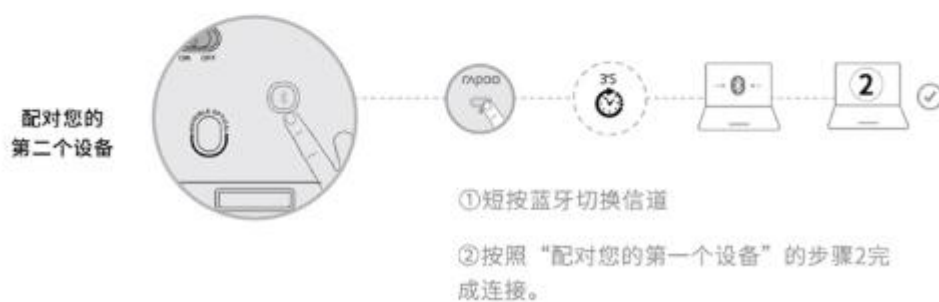 ON OFF
配对您的
第二个设备
rapoo
3'S
2
①短按蓝牙切换信道
②按照“配对您的第一个设备”的步骤2完
成连接。